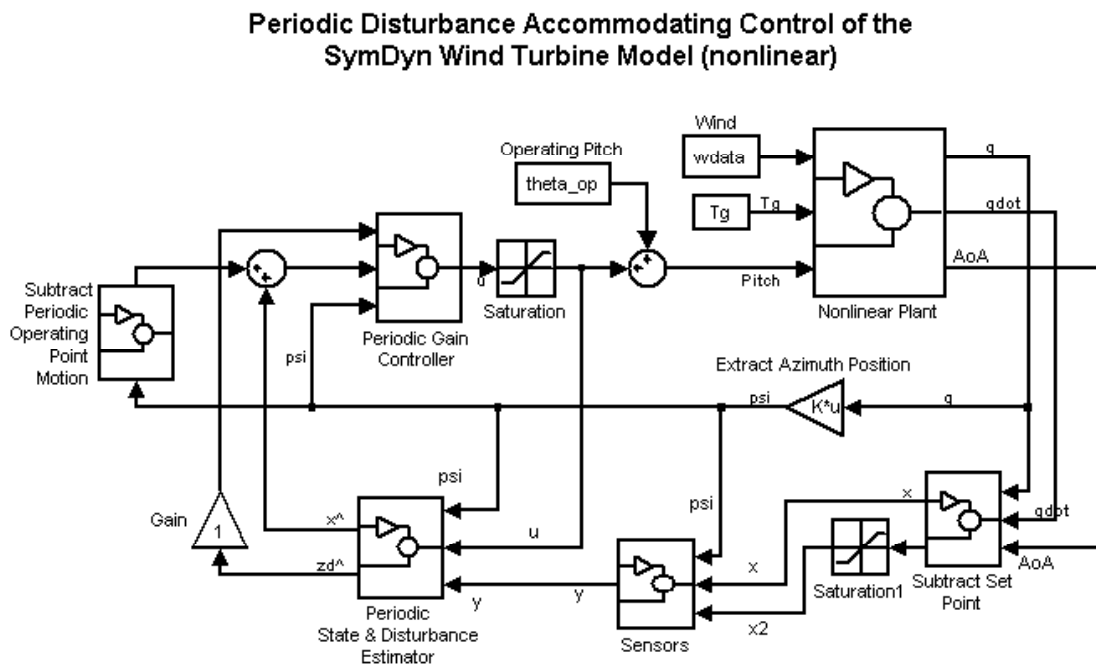 Periodic Disturbance Accommodating Control of the
SymDyn Wind Turbine Model (nonlinear)
Wind
wdata
Operating Pitch
theta_op
Tg
Tg
q
qdot
AoA
Pitch
Nonlinear Plant
u
Saturation
Periodic Gain
Controller
psi
Subtract
Periodic
Operating
Point
Motion
Extract Azimuth Position
psi
K*u
q
psi
psi
Gain
1
x^
zd^
u
y
y
Periodic
State & Disturbance
Estimator
Sensors
x
x2
x
Saturation1
qdot
AoA
Subtract Set
Point